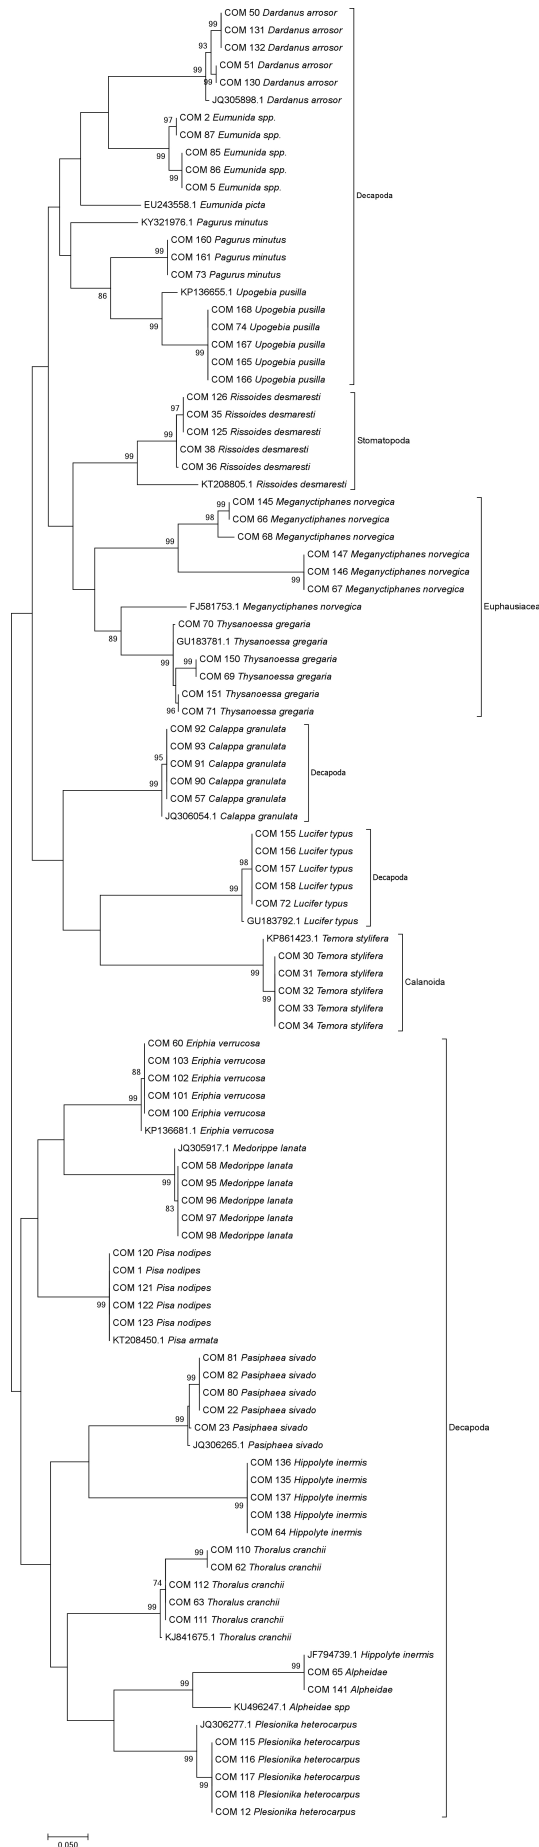 COM 50 Dardanus arrosor
99
COM 131 Dardanus arrosor
93
COM 132 Dardanus arrosor
99
COM 51 Dardanus arrosor
99
COM 130 Dardanus arrosor
JQ305898.1 Dardanus arrosor
97
COM 2 Eumunida spp.
COM 87 Eumunida spp.
99
COM 85 Eumunida spp.
COM 86 Eumunida spp.
99
COM 5 Eumunida spp.
Decapoda
EU243558.1 Eumunida picta
KY321976.1 Pagurus minutus
COM 160 Pagurus minutus
99
COM 161 Pagurus minutus
COM 73 Pagurus minutus
86
KP136655.1 Upogebia pusilla
COM 168 Upogebia pusilla
99
COM 74 Upogebia pusilla
COM 167 Upogebia pusilla
99
COM 165 Upogebia pusilla
COM 166 Upogebia pusilla
COM 126 Rissoides desmaresti
97
COM 35 Rissoides desmaresti
99
COM 125 Rissoides desmaresti
Stomatopoda
COM 38 Rissoides desmaresti
99
COM 36 Rissoides desmaresti
KT208805.1 Rissoides desmaresti
99
COM 145 Meganyctiphanes norvegica
98
COM 66 Meganyctiphanes norvegica
COM 68 Meganyctiphanes norvegica
99
COM 147 Meganyctiphanes norvegica
COM 146 Meganyctiphanes norvegica
99
COM 67 Meganyctiphanes norvegica
FJ581753.1 Meganyctiphanes norvegica
Euphausiacea
COM 70 Thysanoessa gregaria
89
GU183781.1 Thysanoessa gregaria
COM 150 Thysanoessa gregaria
99
99
COM 69 Thysanoessa gregaria
COM 151 Thysanoessa gregaria
96
COM 71 Thysanoessa gregaria
COM 92 Calappa granulata
COM 93 Calappa granulata
95
COM 91 Calappa granulata
Decapoda
99
COM 90 Calappa granulata
COM 57 Calappa granulata
JQ306054.1 Calappa granulata
COM 155 Lucifer typus
COM 156 Lucifer typus
98
COM 157 Lucifer typus
Decapoda
99
COM 158 Lucifer typus
COM 72 Lucifer typus
GU183792.1 Lucifer typus
KP861423.1 Temora stylifera
COM 30 Temora stylifera
99
COM 31 Temora stylifera
Calanoida
COM 32 Temora stylifera
99
COM 33 Temora stylifera
COM 34 Temora stylifera
COM 60 Eriphia verrucosa
COM 103 Eriphia verrucosa
88
COM 102 Eriphia verrucosa
99
COM 101 Eriphia verrucosa
COM 100 Eriphia verrucosa
KP136681.1 Eriphia verrucosa
JQ305917.1 Medorippe lanata
COM 58 Medorippe lanata
99
COM 95 Medorippe lanata
COM 96 Medorippe lanata
83
COM 97 Medorippe lanata
COM 98 Medorippe lanata
COM 120 Pisa nodipes
COM 1 Pisa nodipes
COM 121 Pisa nodipes
COM 122 Pisa nodipes
99
COM 123 Pisa nodipes
KT208450.1 Pisa armata
COM 81 Pasiphaea sivado
99
COM 82 Pasiphaea sivado
COM 80 Pasiphaea sivado
COM 22 Pasiphaea sivado
99
COM 23 Pasiphaea sivado
Decapoda
JQ306265.1 Pasiphaea sivado
COM 136 Hippolyte inermis
COM 135 Hippolyte inermis
COM 137 Hippolyte inermis
99
COM 138 Hippolyte inermis
COM 64 Hippolyte inermis
99
COM 110 Thoralus cranchii
COM 62 Thoralus cranchii
74
COM 112 Thoralus cranchii
COM 63 Thoralus cranchii
99
COM 111 Thoralus cranchii
KJ841675.1 Thoralus cranchii
JF794739.1 Hippolyte inermis
99
COM 65 Alpheidae
99
COM 141 Alpheidae
KU496247.1 Alpheidae spp
JQ306277.1 Plesionika heterocarpus
COM 115 Plesionika heterocarpus
99
COM 116 Plesionika heterocarpus
COM 117 Plesionika heterocarpus
99
COM 118 Plesionika heterocarpus
COM 12 Plesionika heterocarpus
0.050